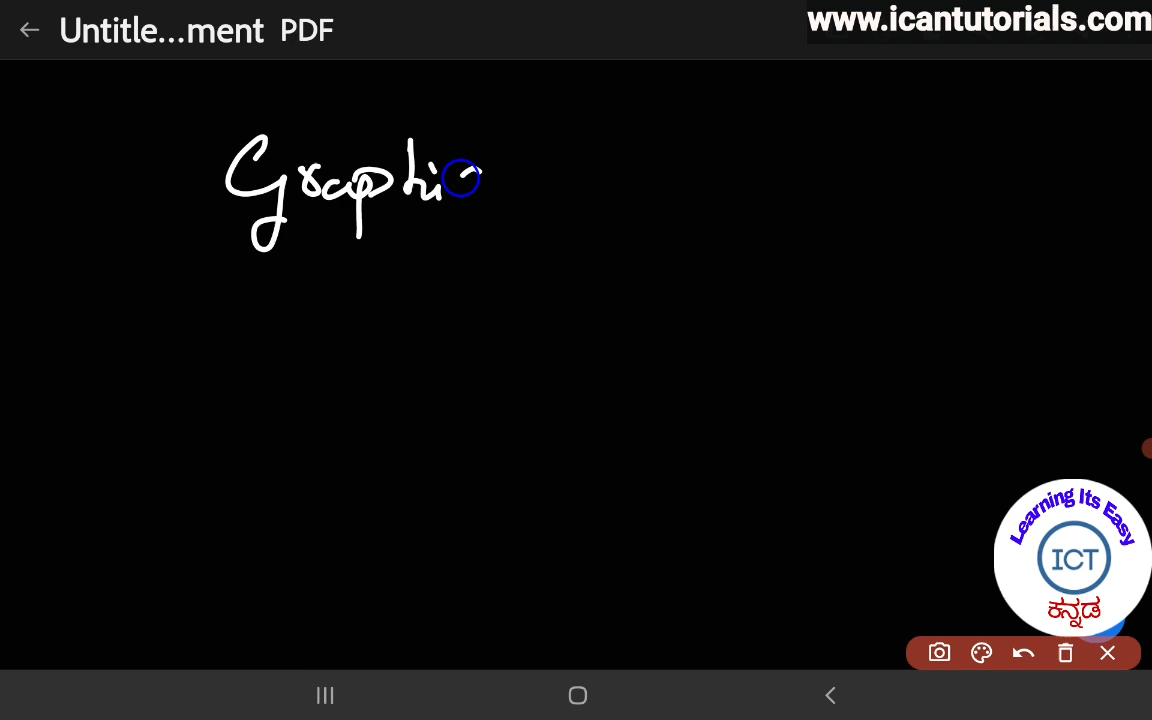 Untitle...ment PDF
www.icantutorials.com
Graphi
Learning Its Easy
ICT
ಕನ್ನಡ